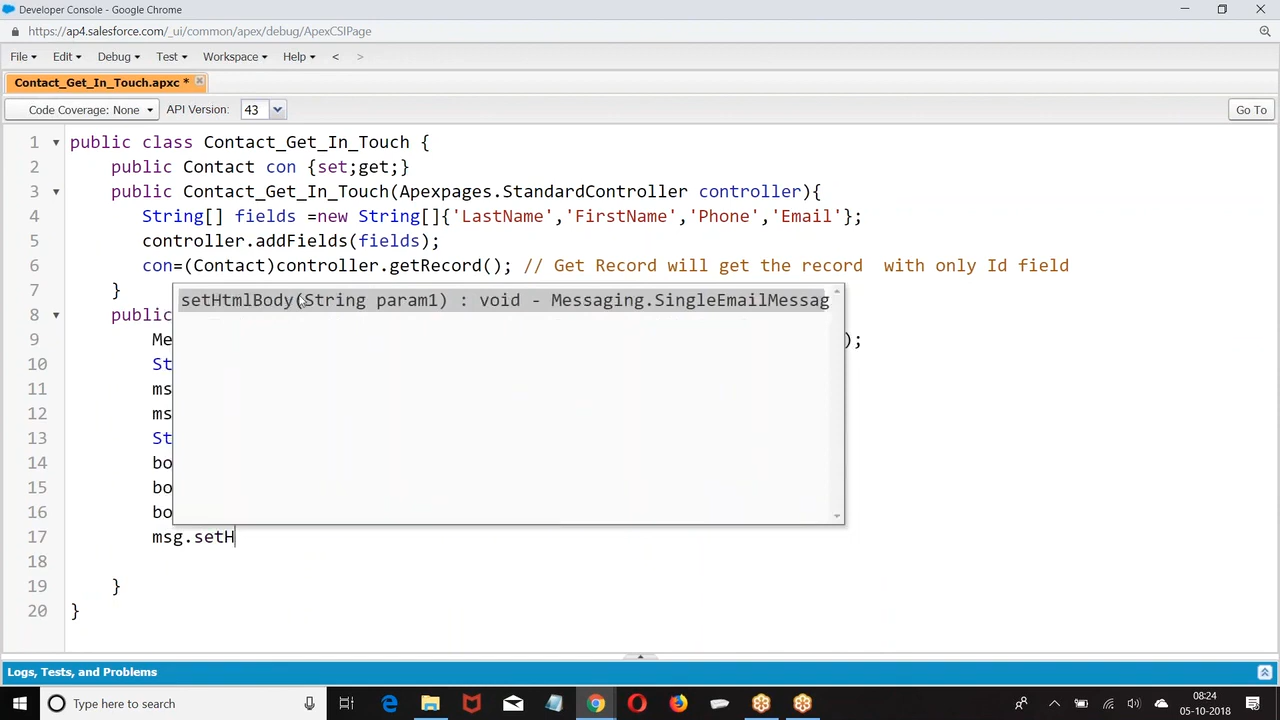 Developer Console - Google Chrome
https://ap4.salesforce.com/_ui/common/apex/debug/ApexCSIPage
File Edit Debug Test Workspace Help < >
Contact_Get_In_Touch.apxc *
Code Coverage: None API Version: 43 Go To
1 public class Contact_Get_In_Touch {
2 public Contact con {set;get;}
3 public Contact_Get_In_Touch(Apexpages.StandardController controller){
4 String[] fields =new String[]{'LastName','FirstName','Phone','Email'};
5 controller.addFields(fields);
6 con=(Contact)controller.getRecord(); // Get Record will get the record with only Id field
7 }
setHtmlBody(String param1) : void - Messaging.SingleEmailMessag
8 public
9 Me );
10 St
11 ms
12 ms
13 St
14 bo
15 bo
16 bo
17 msg.setH
18
19 }
20 }
Logs, Tests, and Problems
Type here to search
08:24
05-10-2018